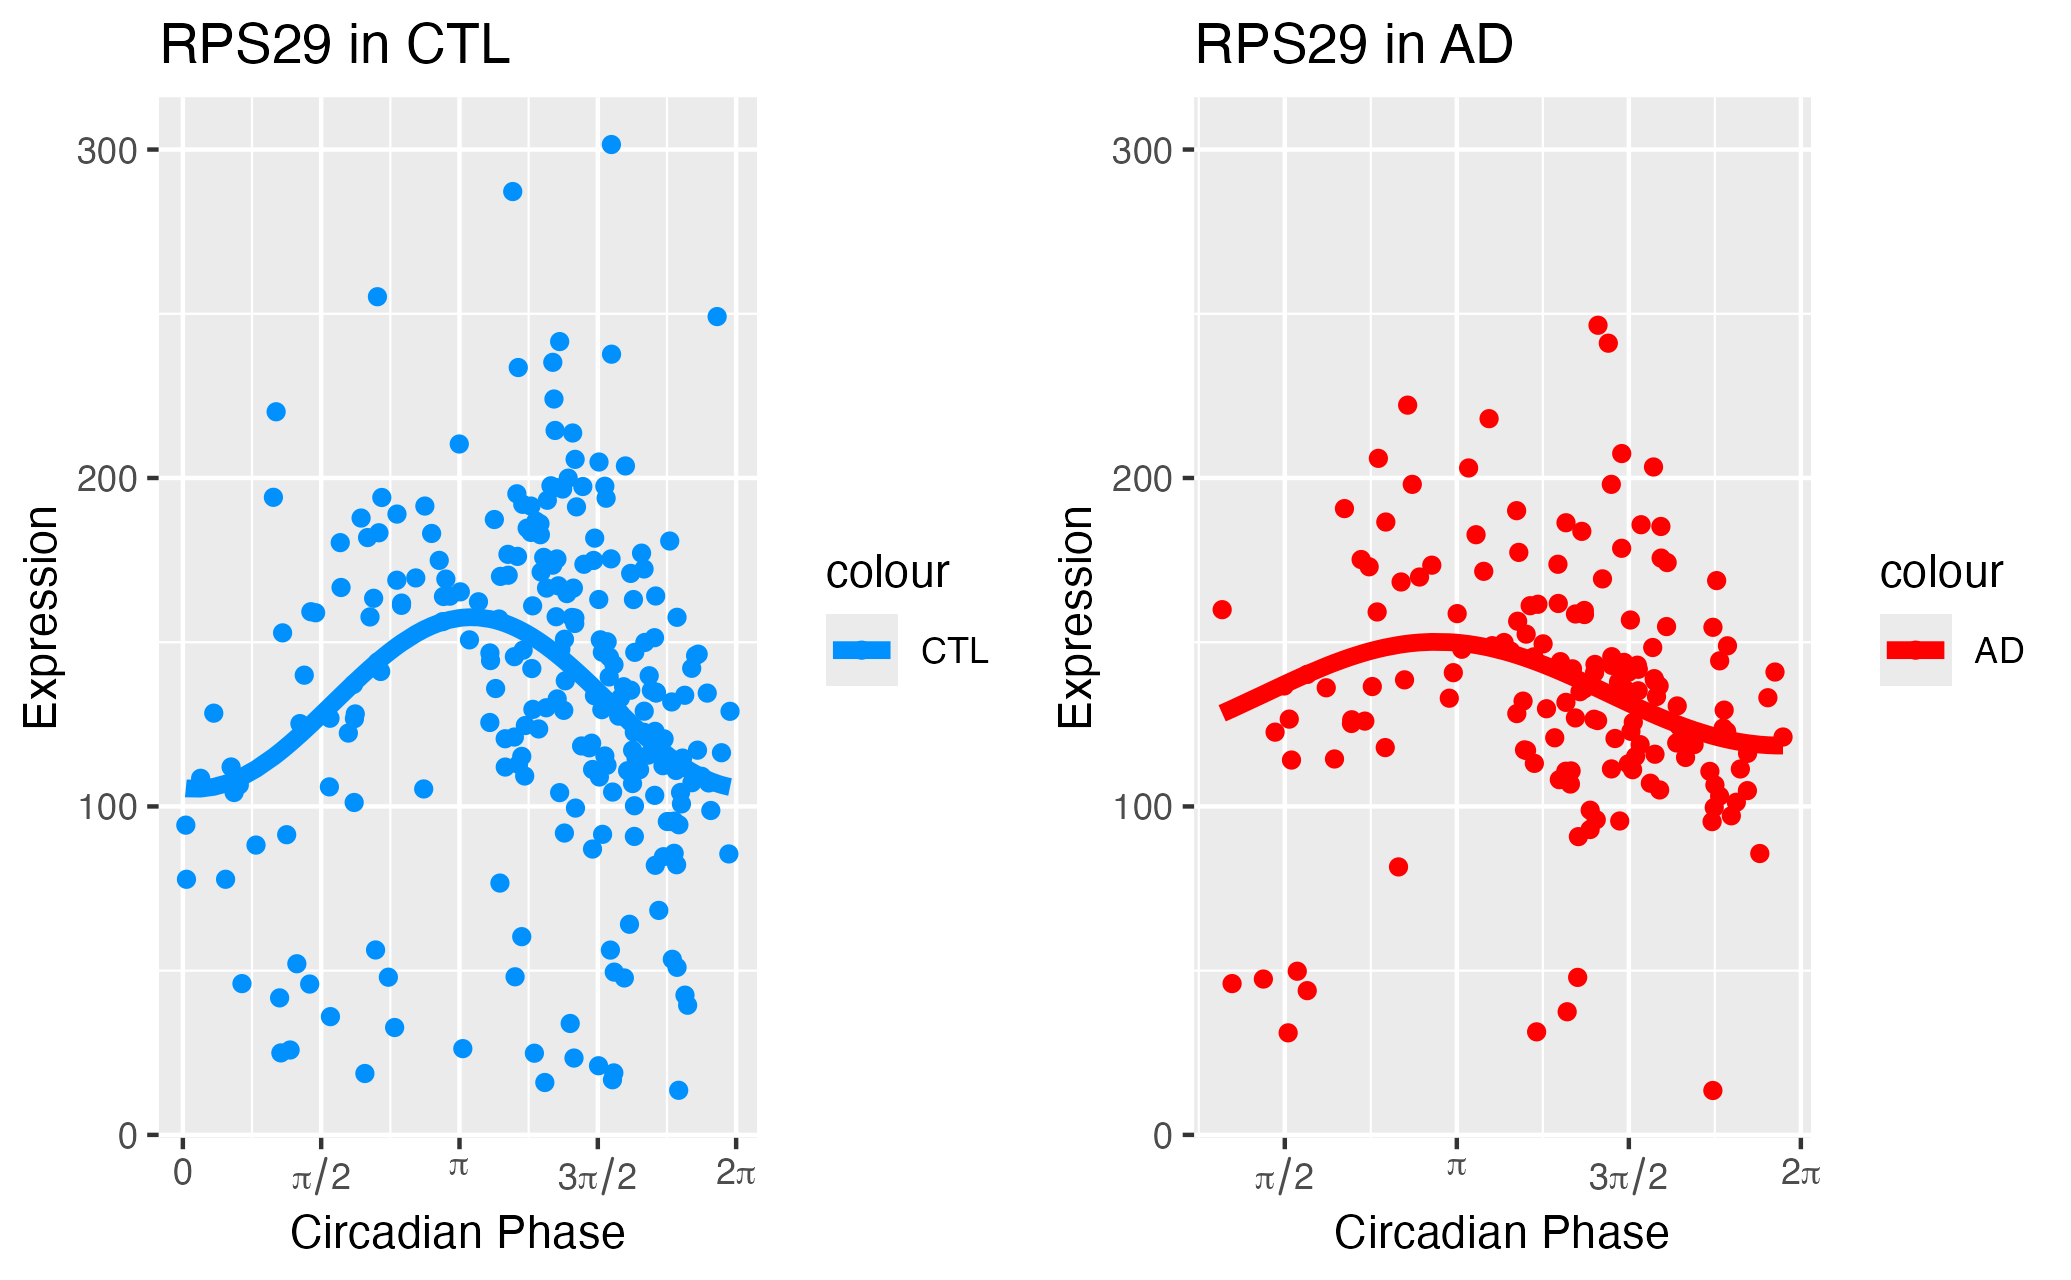 RPS29 in CTL
Expression
300
200
100
0
0 π/2 π 3π/2 2π
Circadian Phase
colour
CTL
RPS29 in AD
Expression
300
200
100
0
π/2 π 3π/2 2π
Circadian Phase
colour
AD